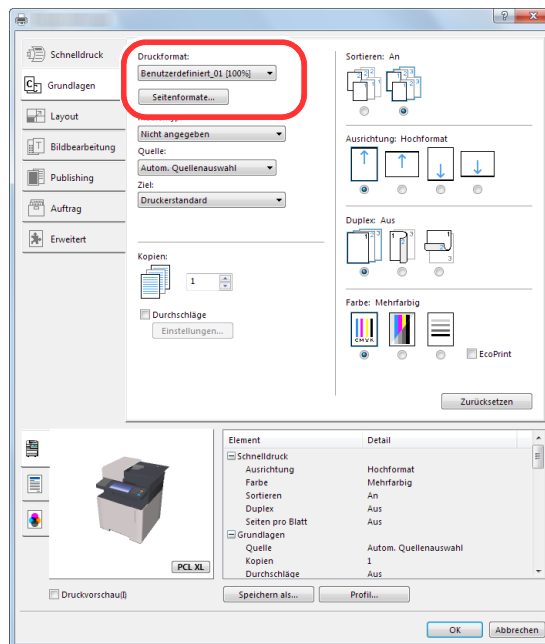 Schnelldruck
Grundlagen
Layout
Bildbearbeitung
Publishing
Auftrag
Erweitert
Druckformat:
Benutzerdefiniert_01 [100%]
Seitenformate...
Nicht angegeben
Quelle:
Autom. Quellenauswahl
Ziel:
Druckerstandard
Kopien:
1
Durchschläge
Einstellungen...
Sortieren: An
Ausrichtung: Hochformat
Duplex: Aus
Farbe: Mehrfarbig
CMYK
EcoPrint
Zurücksetzen
PCL XL
Druckvorschau(l)
Element Detail
Schnelldruck
Ausrichtung Hochformat
Farbe Mehrfarbig
Sortieren An
Duplex Aus
Seiten pro Blatt Aus
Grundlagen
Quelle Autom. Quellenauswahl
Kopien 1
Durchschläge Aus
Speichern als... Profil...
OK Abbrechen